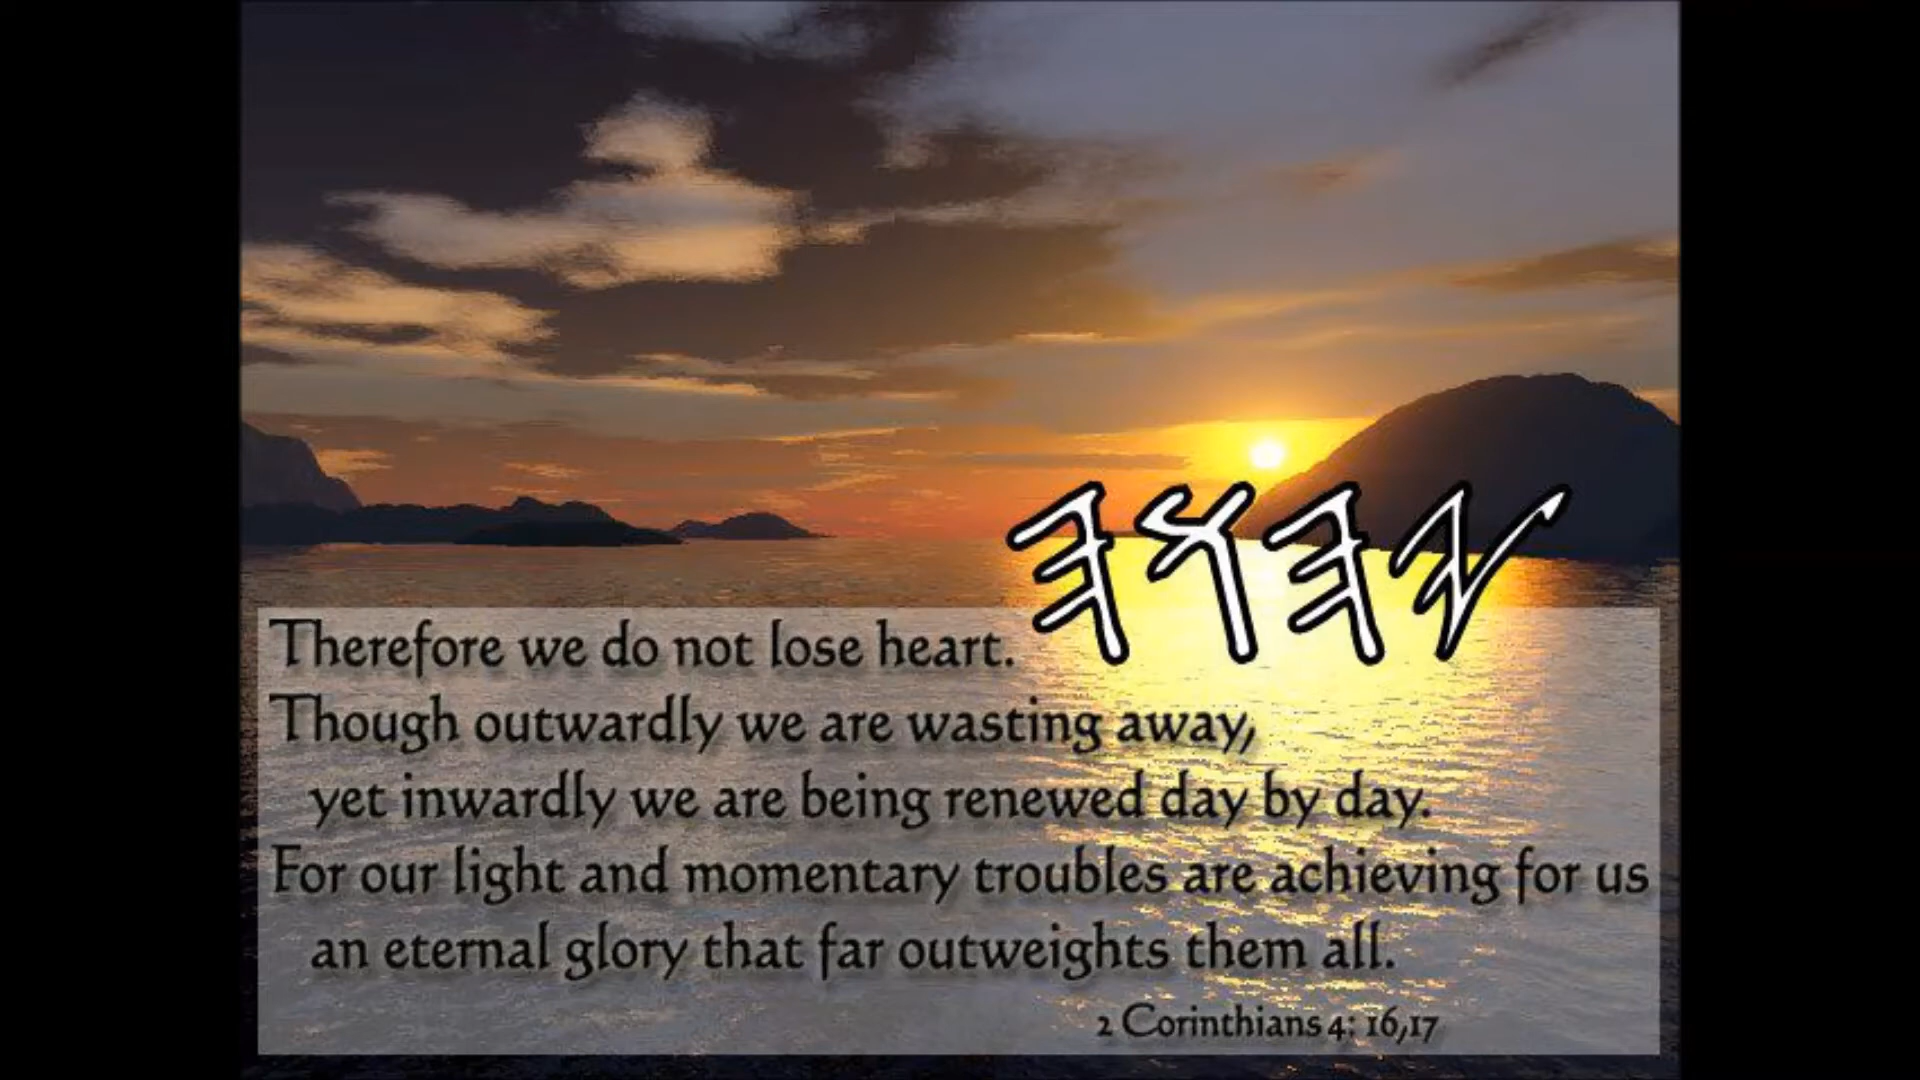 𐤉𐤄𐤅𐤄
Therefore we do not lose heart.
Though outwardly we are wasting away,
yet inwardly we are being renewed day by day.
For our light and momentary troubles are achieving for us
an eternal glory that far outweights them all.
2 Corinthians 4: 16,17